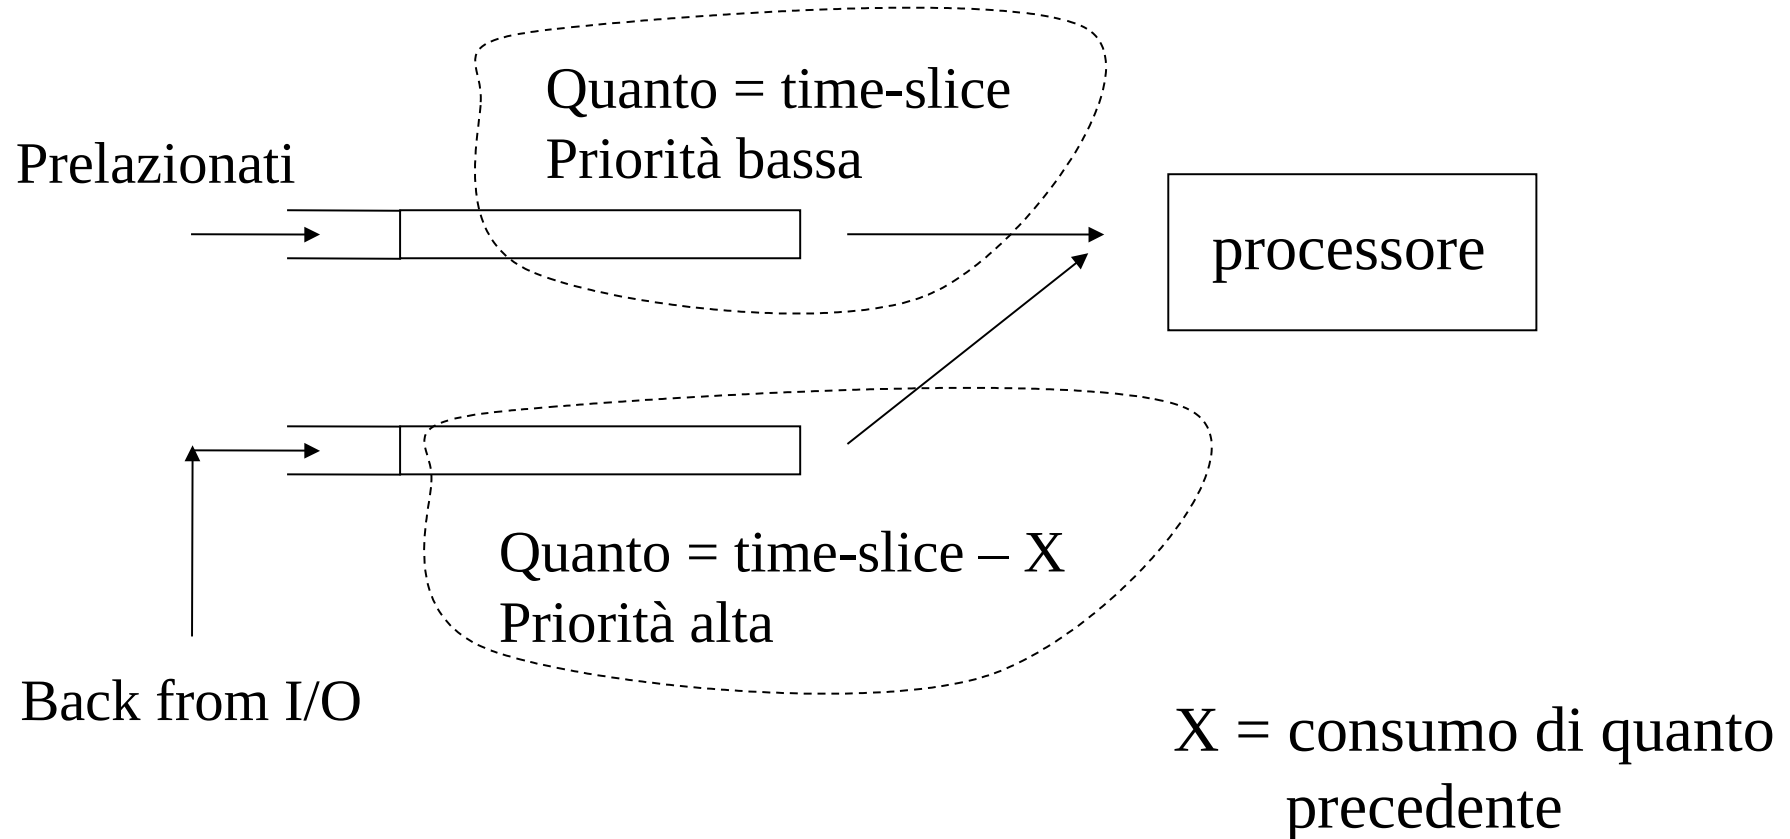 Quanto = time-slice
Priorità bassa
Prelazionati
processore
Quanto = time-slice – X
Priorità alta
Back from I/O
X = consumo di quanto
precedente